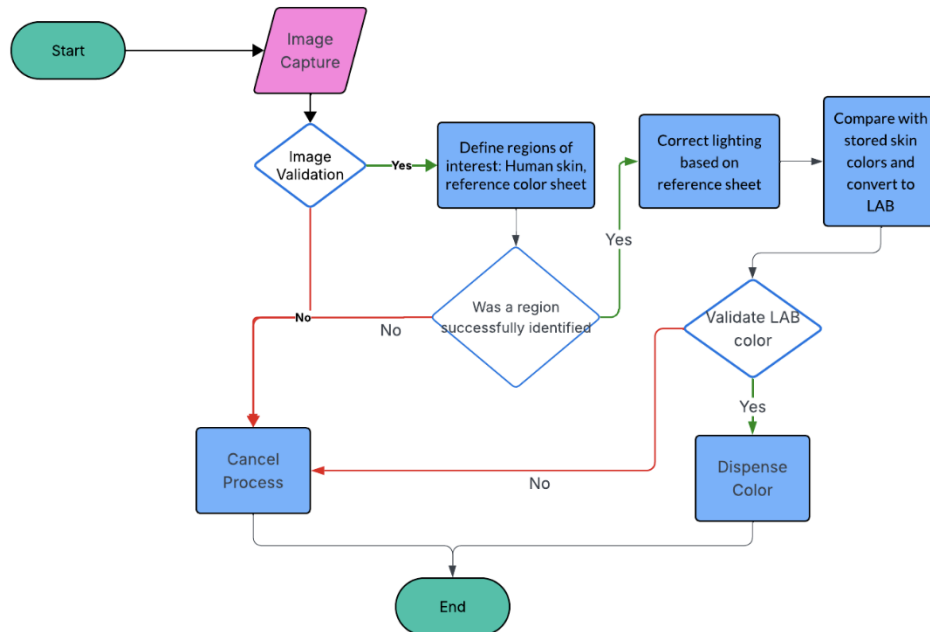 Start
Image
Capture
Image
Validation
Yes
Define regions of
interest: Human skin,
reference color sheet
Correct lighting
based on
reference sheet
Compare with
stored skin
colors and
convert to
LAB
Yes
No
No
Was a region
successfully identified
Validate LAB
color
Yes
Cancel
Process
No
Dispense
Color
End